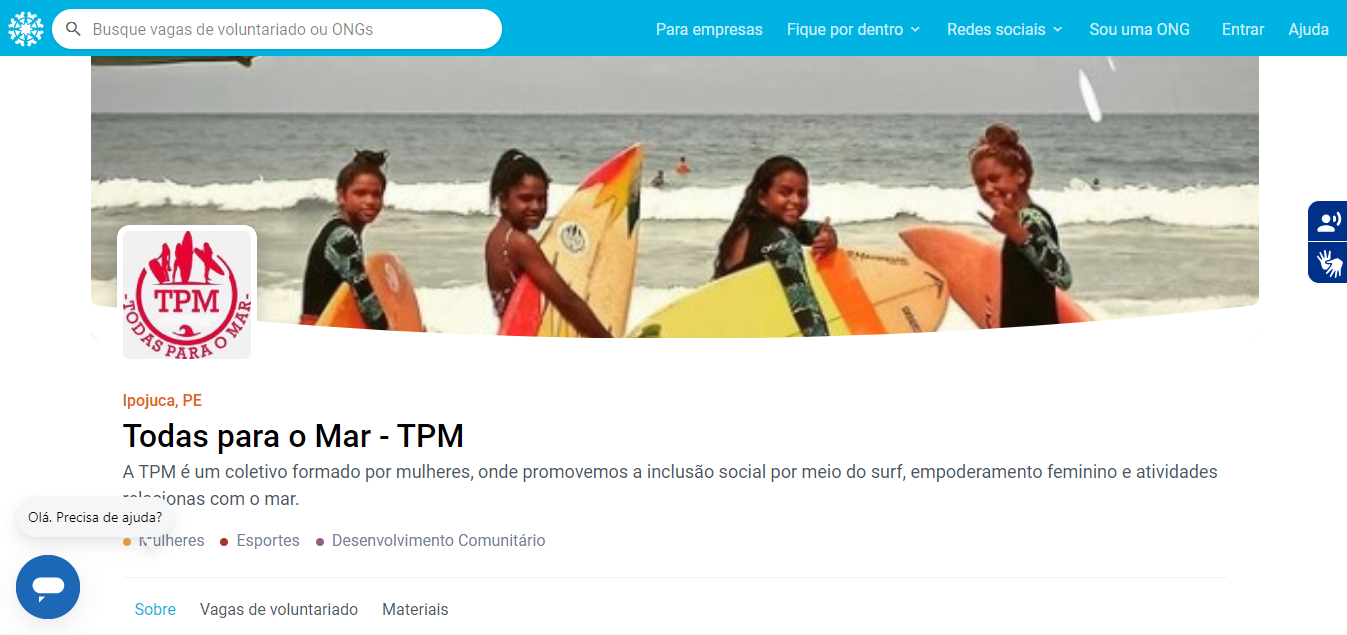 Busque vagas de voluntariado ou ONGs
Para empresas
Fique por dentro
Redes sociais
Sou uma ONG
Entrar
Ajuda
TPM
-TODAS PARA O MAR-
Ipojuca, PE
Todas para o Mar - TPM
A TPM é um coletivo formado por mulheres, onde promovemos a inclusão social por meio do surf, empoderamento feminino e atividades
relacionas com o mar.
Olá. Precisa de ajuda?
Mulheres
Esportes
Desenvolvimento Comunitário
Sobre
Vagas de voluntariado
Materiais